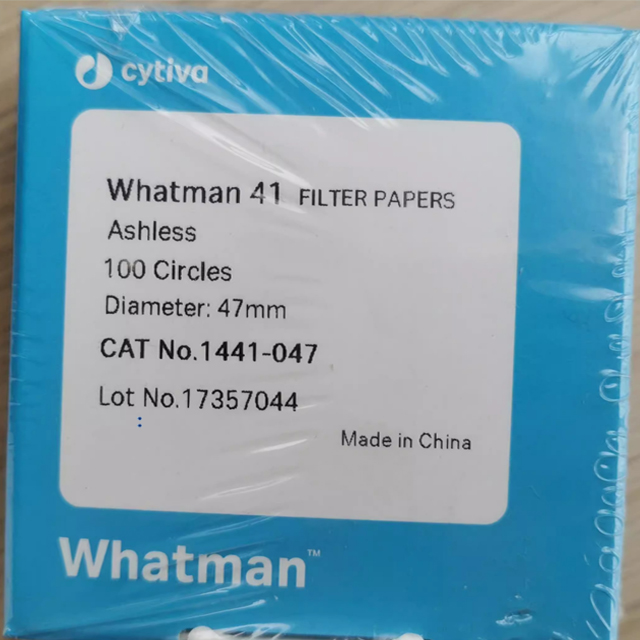 cytiva
Whatman 41 FILTER PAPERS
Ashless
100 Circles
Diameter: 47mm
CAT No.1441-047
Lot No.17357044
:
Made in China
Whatman™